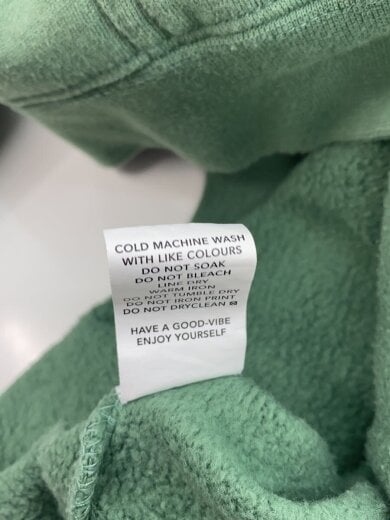 COLD MACHINE WASH
WITH LIKE COLOURS
DO NOT SOAK
DO NOT BLEACH
LINE DRY
WARM IRON
DO NOT TUMBLE DRY
DO NOT IRON PRINT
DO NOT DRYCLEAN
HAVE A GOOD-VIBE
ENJOY YOURSELF